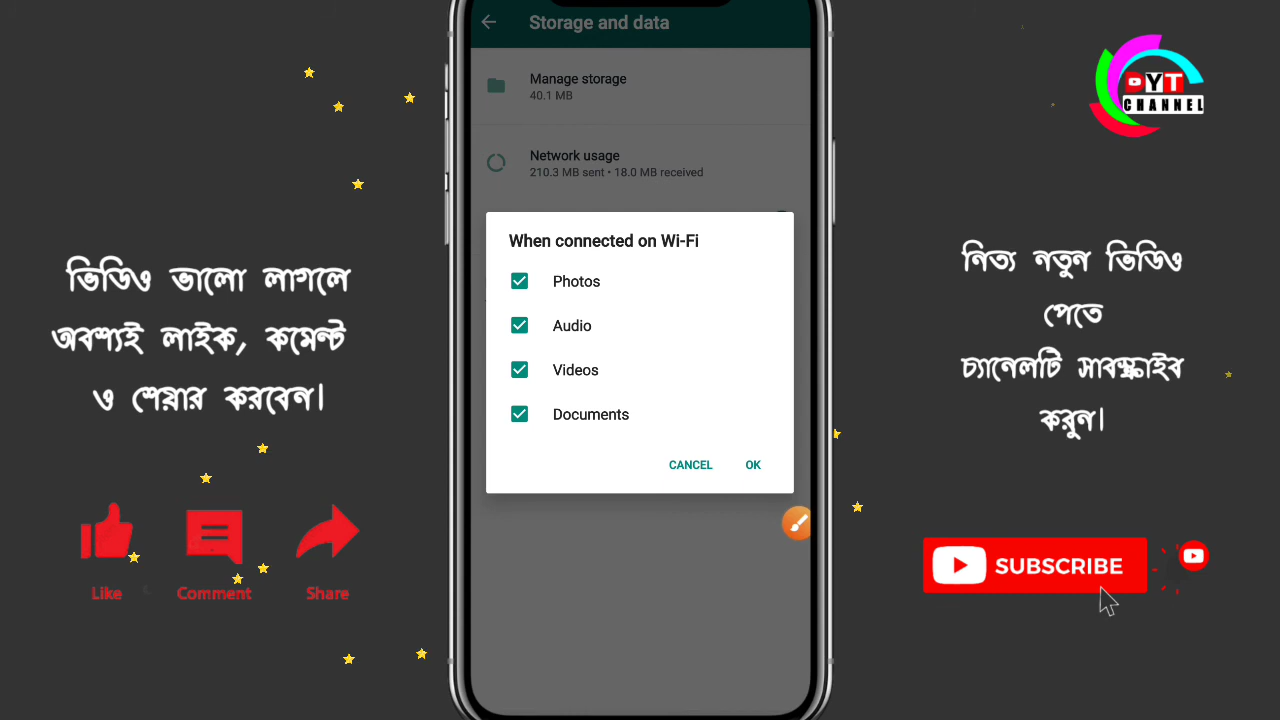 Storage and data
Manage storage
40.1 MB
Network usage
210.3 MB sent • 18.0 MB received
When connected on Wi-Fi
Photos
Audio
Videos
Documents
CANCEL
OK
ভিডিও ভালো লাগলে
অবশ্যই লাইক, কমেন্ট
ও শেয়ার করবেন।
Like
Comment
Share
YT
CHANNEL
নিত্য নতুন ভিডিও
পেতে
চ্যানেলটি সাবস্ক্রাইব
করুন।
SUBSCRIBE